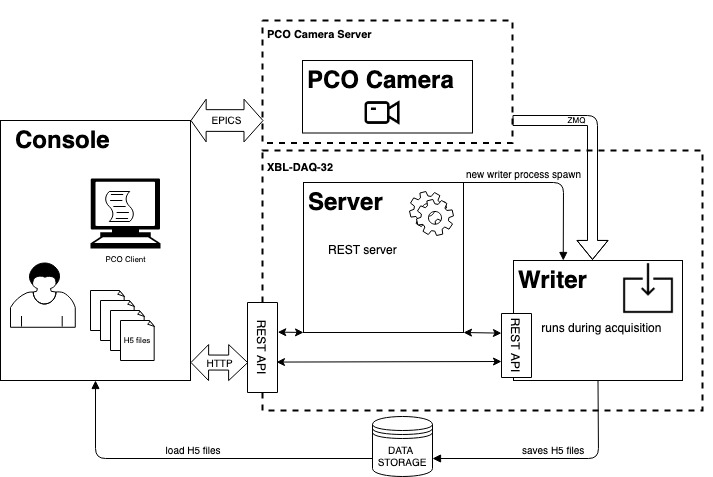 PCO Camera Server
PCO Camera
EPICS
ZMQ
Console
PCO Client
H5 files
XBL-DAQ-32
new writer process spawn
Server
REST server
Writer
runs during acquisition
REST API
REST API
HTTP
load H5 files
DATA
STORAGE
saves H5 files